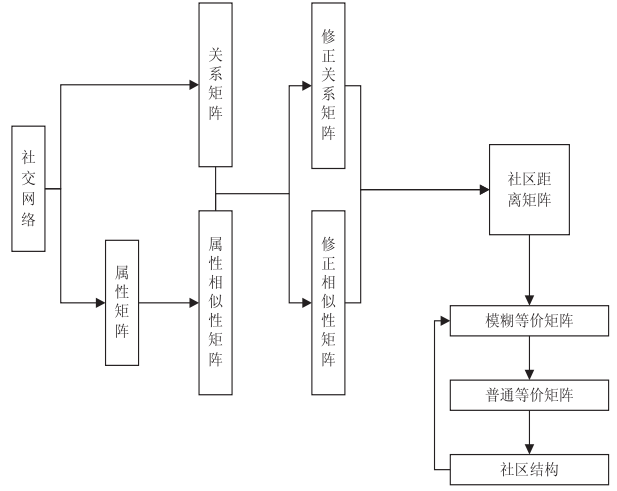 社交网络
关系矩阵
属性矩阵
属性相似性矩阵
修正关系矩阵
修正相似性矩阵
社区距
离矩阵
模糊等价矩阵
普通等价矩阵
社区结构